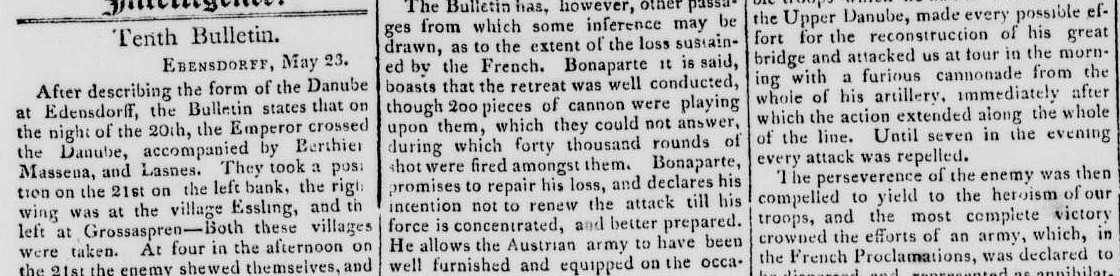 Intelligence.
Tenth Bulletin.
EBENSDORFF, May 23.
After describing the form of the Danube
at Edensdorff, the Bulletin states that on
the night of the 20th, the Emperor crossed
the Danube, accompanied by Berthier
Massena, and Lasnes. They took a posi
tion on the 21st on the left bank, the righ
wing was at the village Essling, and th
left at Grossaspren—Both these villages
were taken. At four in the afternoon on
the 21st the enemy shewed themselves, and
The Bulletin has, however, other passa-
ges from which some inference may be
drawn, as to the extent of the loss sustain-
ed by the French. Bonaparte it is said,
boasts that the retreat was well conducted,
though 200 pieces of cannon were playing
upon them, which they could not answer,
during which forty thousand rounds of
shot were fired amongst them. Bonaparte,
promises to repair his loss, and declares his
intention not to renew the attack till his
force is concentrated, and better prepared.
He allows the Austrian army to have been
well furnished and equipped on the occa-
the Upper Danube, made every possible ef-
fort for the reconstruction of his great
bridge and attacked us at four in the morn-
ing with a furious cannonade from the
whole of his artillery, immediately after
which the action extended along the whole
of the line. Until seven in the evening
every attack was repelled.
The perseverence of the enemy was then
compelled to yield to the heroism of our
troops, and the most complete victory
crowned the efforts of an army, which, in
the French Proclamations, was declared to